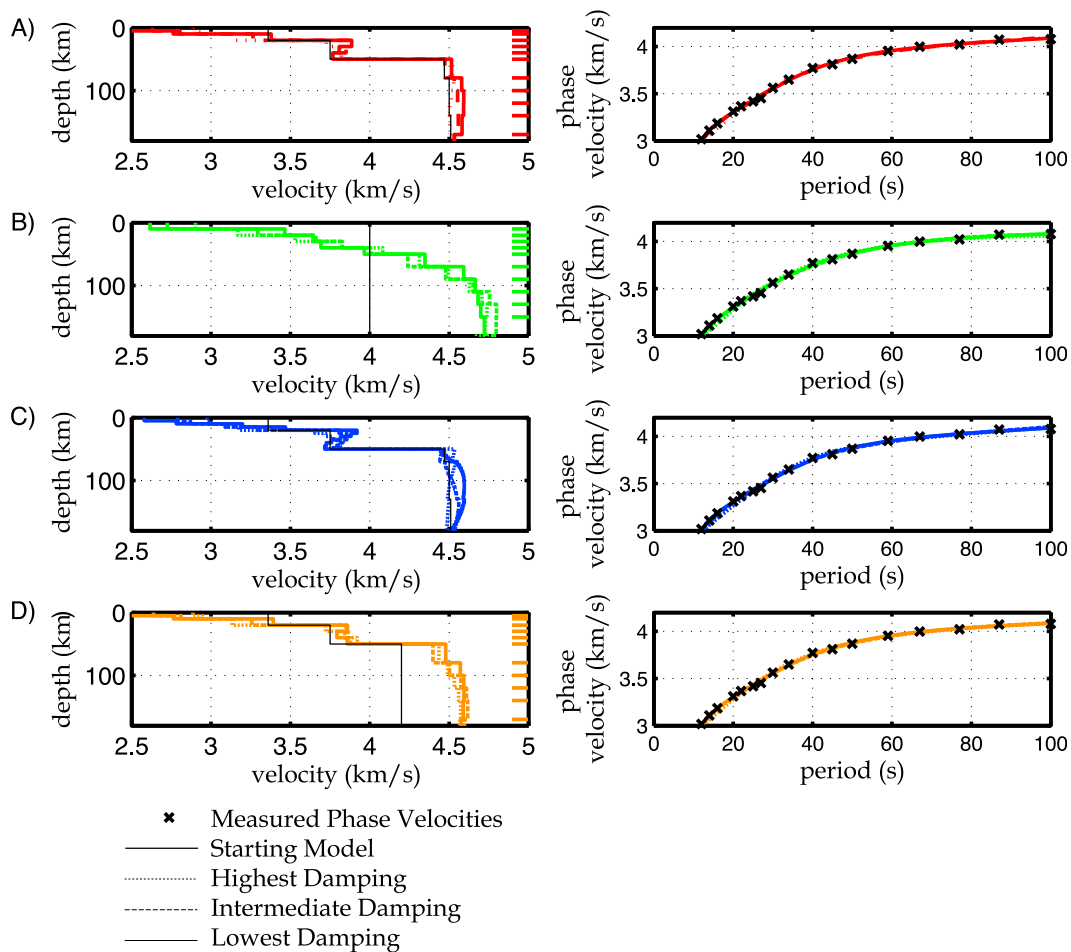 A)
0
100
depth (km)
2.5 3 3.5 4 4.5 5
velocity (km/s)
4
3.5
3
phase
velocity (km/s)
0 20 40 60 80 100
period (s)
B)
0
100
depth (km)
2.5 3 3.5 4 4.5 5
velocity (km/s)
4
3.5
3
phase
velocity (km/s)
0 20 40 60 80 100
period (s)
C)
0
100
depth (km)
2.5 3 3.5 4 4.5 5
velocity (km/s)
4
3.5
3
phase
velocity (km/s)
0 20 40 60 80 100
period (s)
D)
0
100
depth (km)
2.5 3 3.5 4 4.5 5
velocity (km/s)
4
3.5
3
phase
velocity (km/s)
0 20 40 60 80 100
period (s)
Measured Phase Velocities
Starting Model
Highest Damping
Intermediate Damping
Lowest Damping